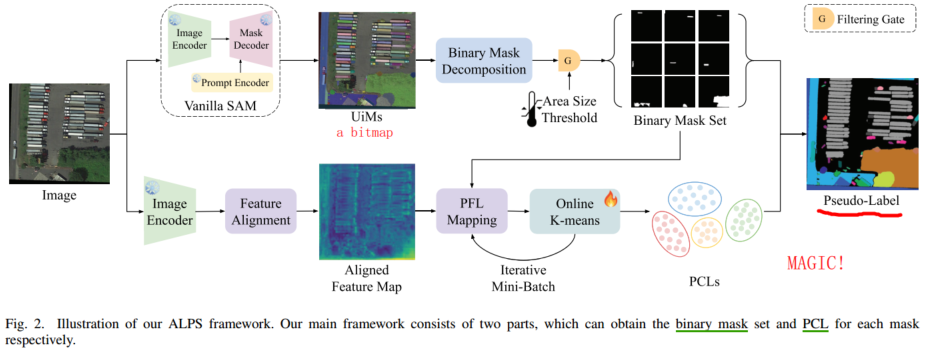 Image
Encoder
Mask
Decoder
Prompt Encoder
Vanilla SAM
UiMs
a bitmap
Binary Mask
Decomposition
G
Area Size
Threshold
Binary Mask Set
G
Filtering Gate
Image
Image
Encoder
Feature
Alignment
Aligned
Feature Map
PFL
Mapping
Online
K-means
Iterative
Mini-Batch
PCLs
Pseudo-Label
MAGIC!
Fig. 2. Illustration of our ALPS framework. Our main framework consists of two parts, which can obtain the binary mask set and PCL for each mask
respectively.